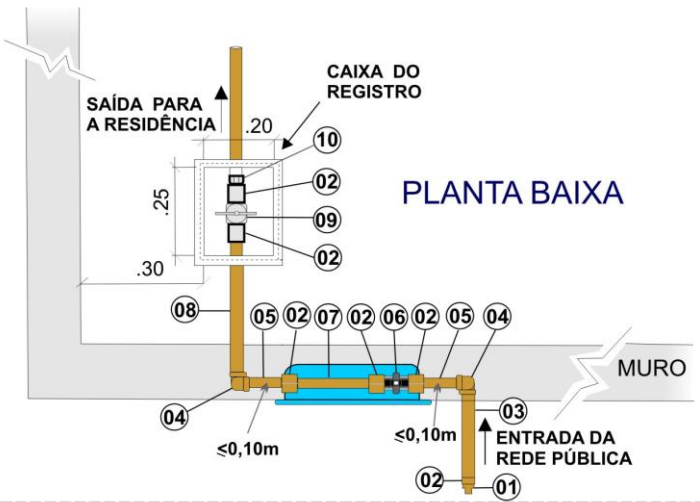 CAIXA DO
REGISTRO
SAÍDA PARA
A RESIDÊNCIA
.20
10
02
.25
09
PLANTA BAIXA
02
.30
08
05
02
07
02
06
02
05
04
MURO
04
03
≤0,10m
≤0,10m
ENTRADA DA
REDE PÚBLICA
02
01